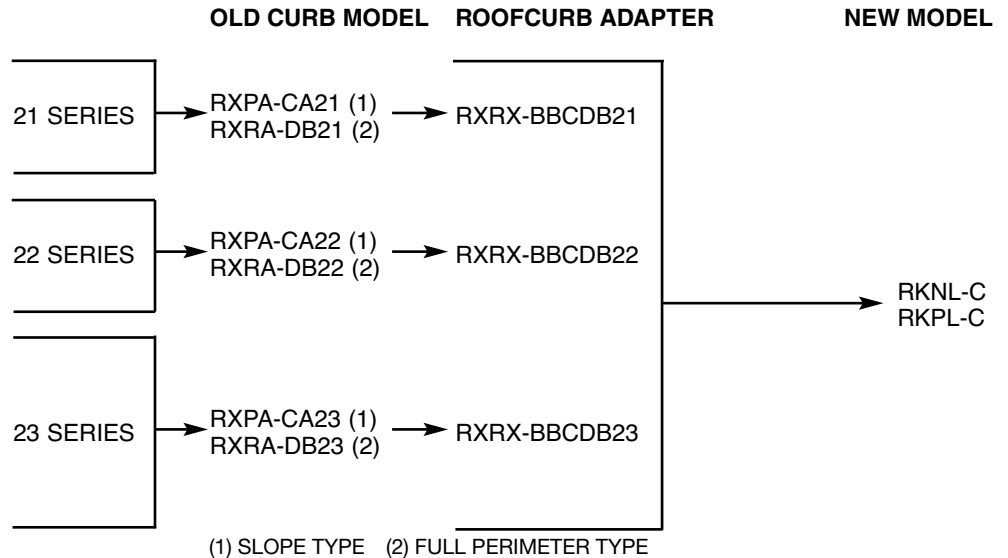 OLD CURB MODEL ROOFCURB ADAPTER NEW MODEL
21 SERIES
RXPA-CA21 (1)
RXRA-DB21 (2)
RXRX-BBCDB21
22 SERIES
RXPA-CA22 (1)
RXRA-DB22 (2)
RXRX-BBCDB22
RKNL-C
RKPL-C
23 SERIES
RXPA-CA23 (1)
RXRA-DB23 (2)
RXRX-BBCDB23
(1) SLOPE TYPE (2) FULL PERIMETER TYPE